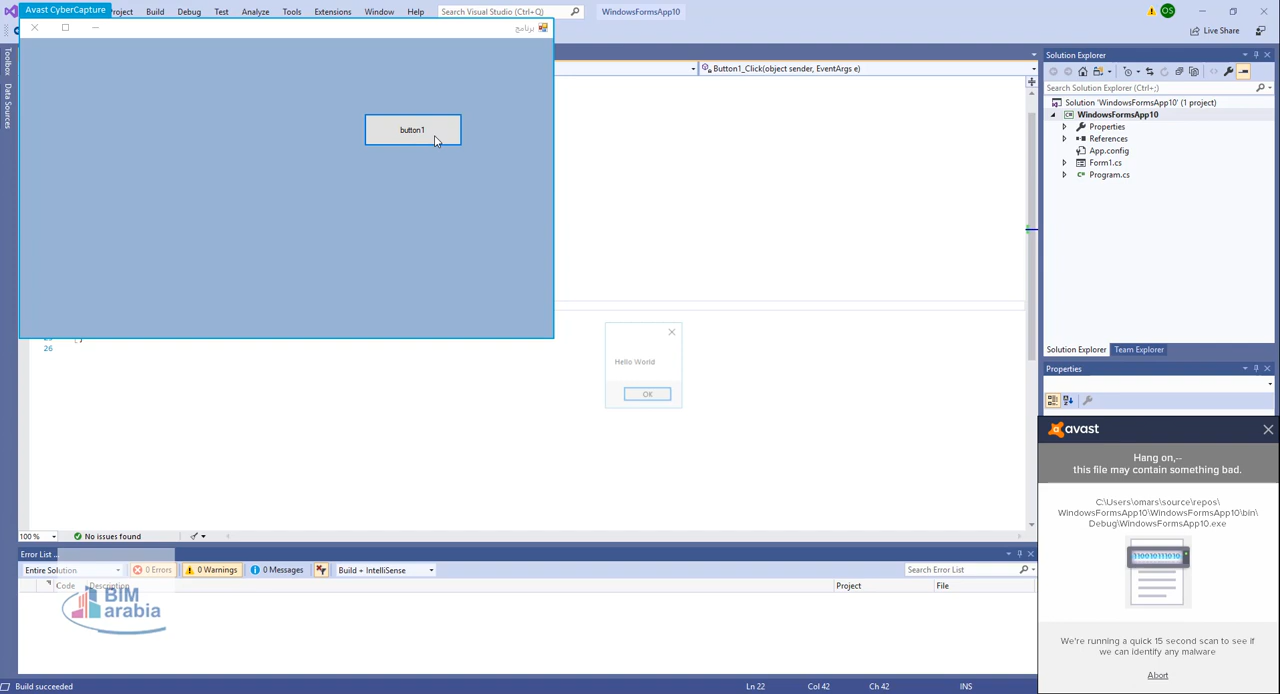 Avast CyberCapture
Project Build Debug Test Analyze Tools Extensions Window Help Search Visual Studio (Ctrl+Q) WindowsFormsApp10 OS
Live Share
برنامج
button1
Button1_Click(object sender, EventArgs e)
Toolbox
Data Sources
Solution Explorer
Search Solution Explorer (Ctrl+;)
Solution 'WindowsFormsApp10' (1 project)
WindowsFormsApp10
Properties
References
App.config
Form1.cs
Program.cs
Solution Explorer Team Explorer
Properties
26
Hello World
OK
avast
Hang on,--
this file may contain something bad.
C:\Users\omars\source\repos\
WindowsFormsApp10\WindowsFormsApp10\bin\
Debug\WindowsFormsApp10.exe
110010111010
We're running a quick 15 second scan to see if
we can identify any malware
Abort
100 % No issues found
Error List ...
Entire Solution 0 Errors 0 Warnings 0 Messages Build + IntelliSense Search Error List
Code Description Project File
BIM
arabia
Build succeeded Ln 22 Col 42 Ch 42 INS